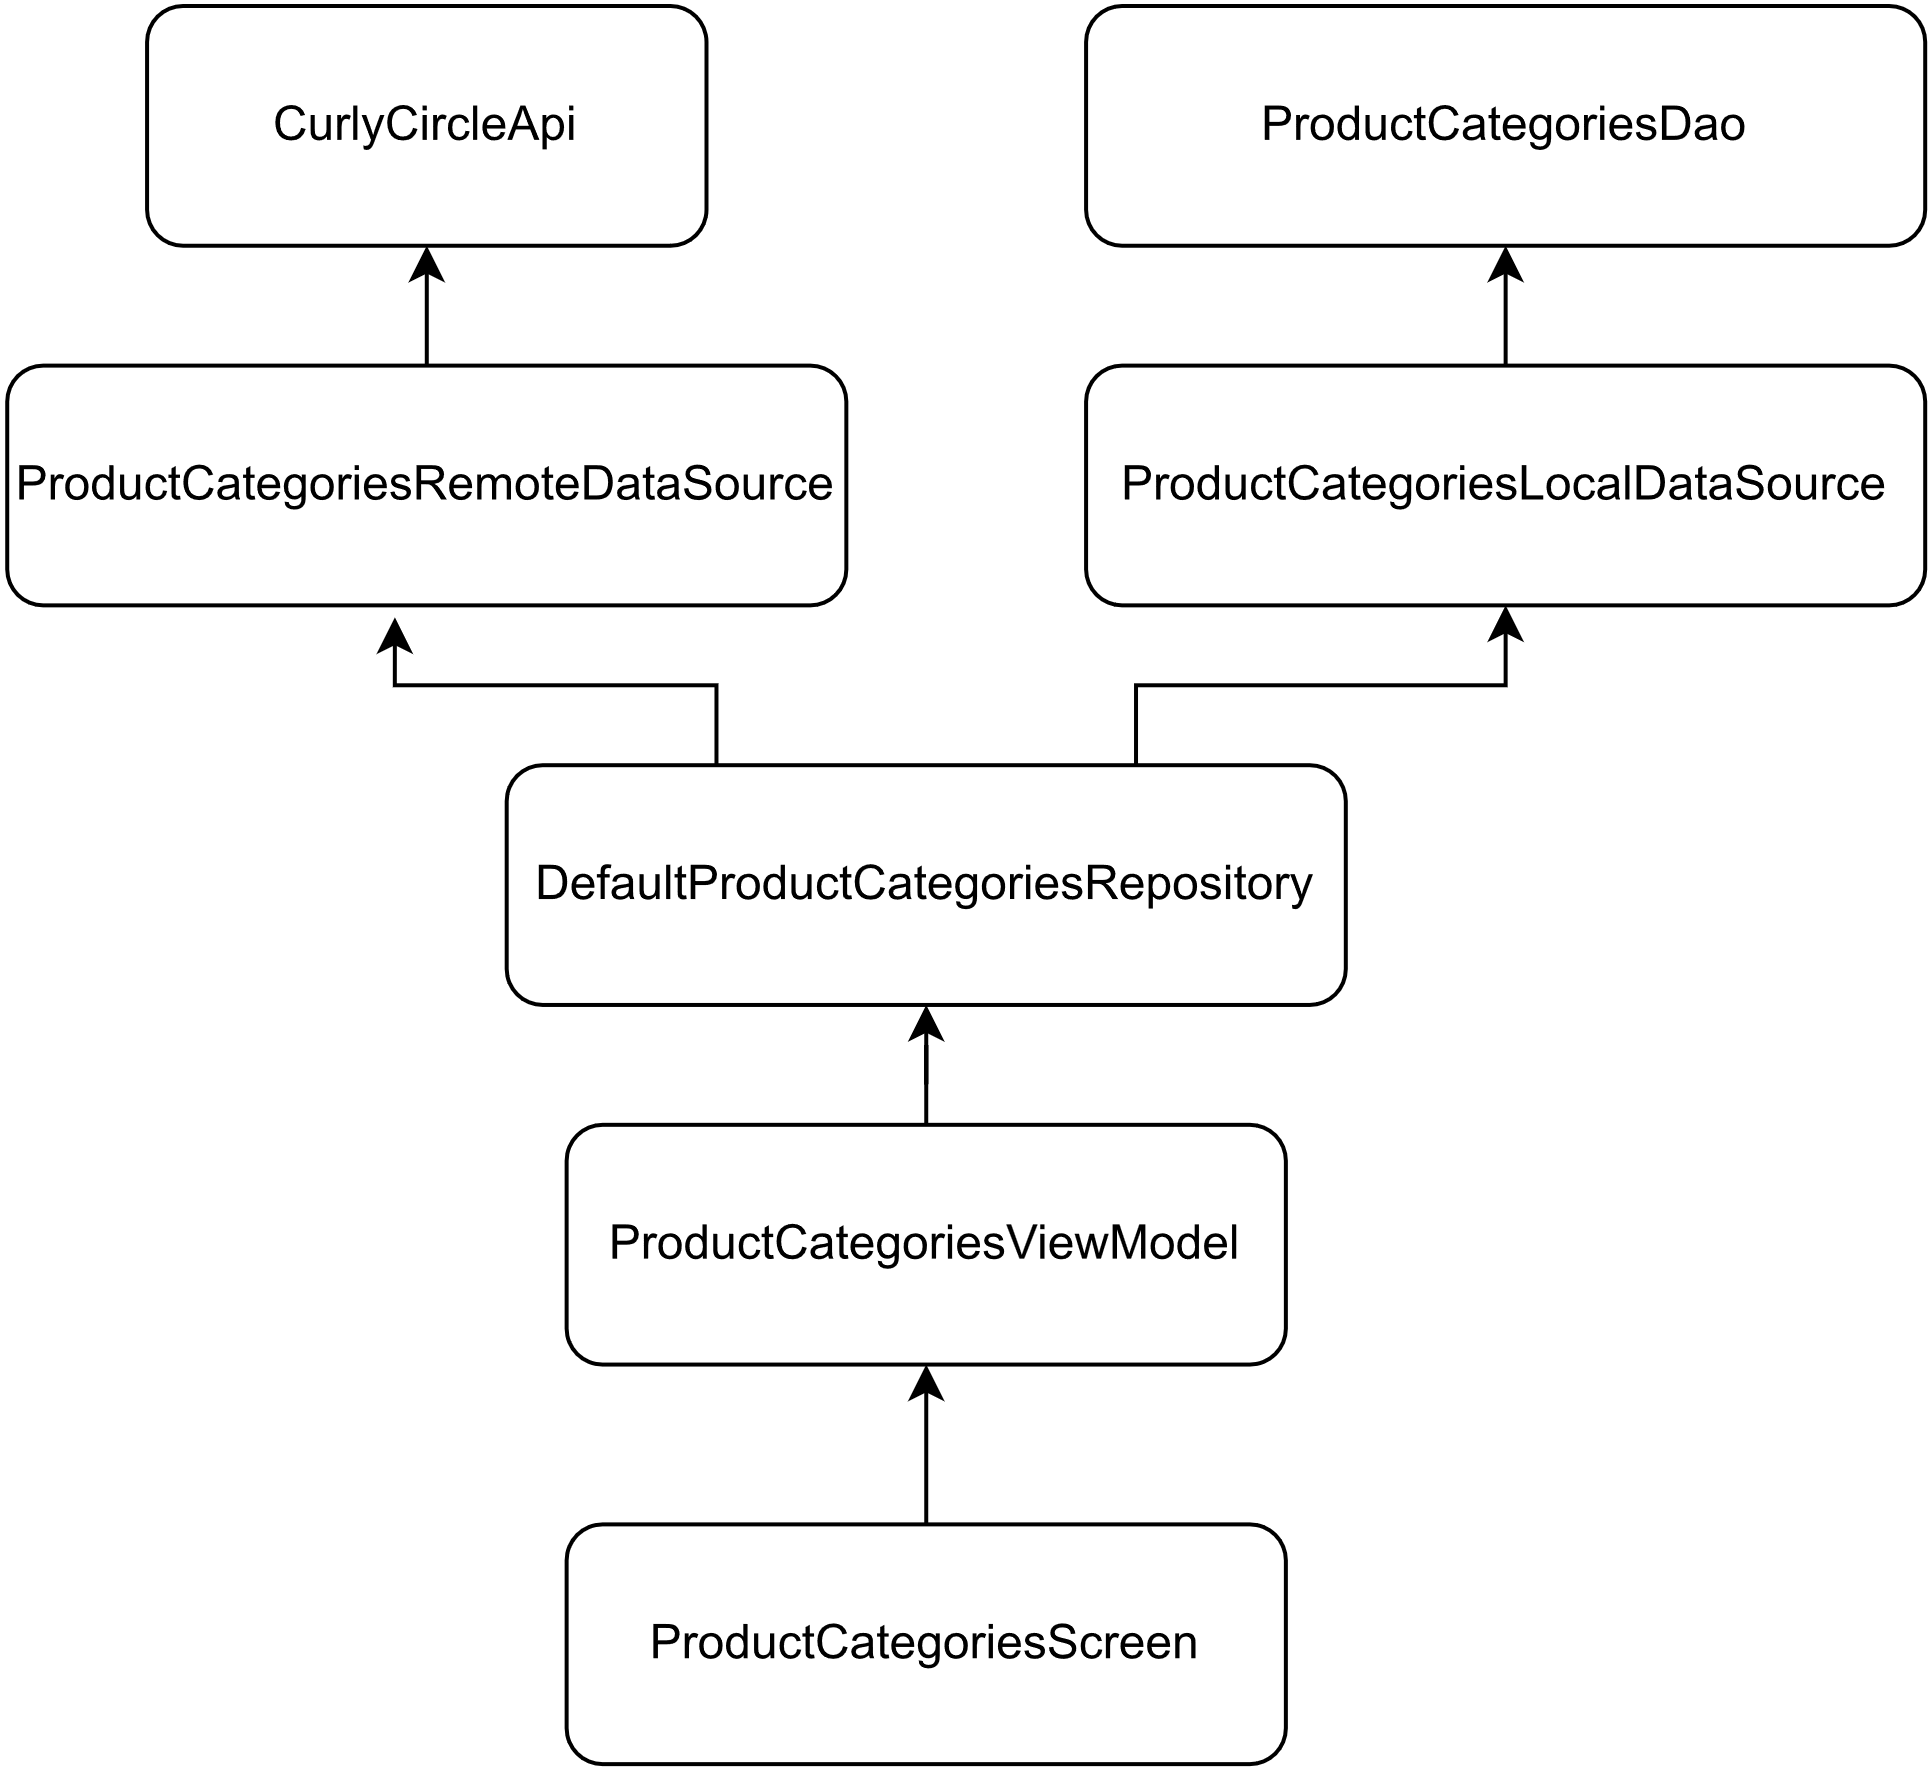 CurlyCircleApi
ProductCategoriesDao
ProductCategoriesRemoteDataSource
ProductCategoriesLocalDataSource
DefaultProductCategoriesRepository
ProductCategoriesViewModel
ProductCategoriesScreen